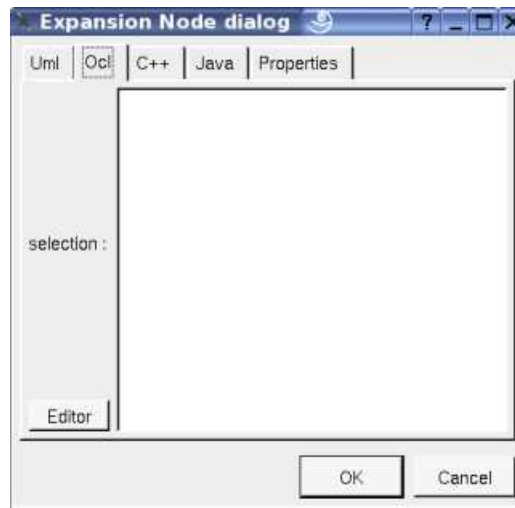 Expansion Node dialog
Uml Ocl C++ Java Properties
selection :
Editor
OK Cancel